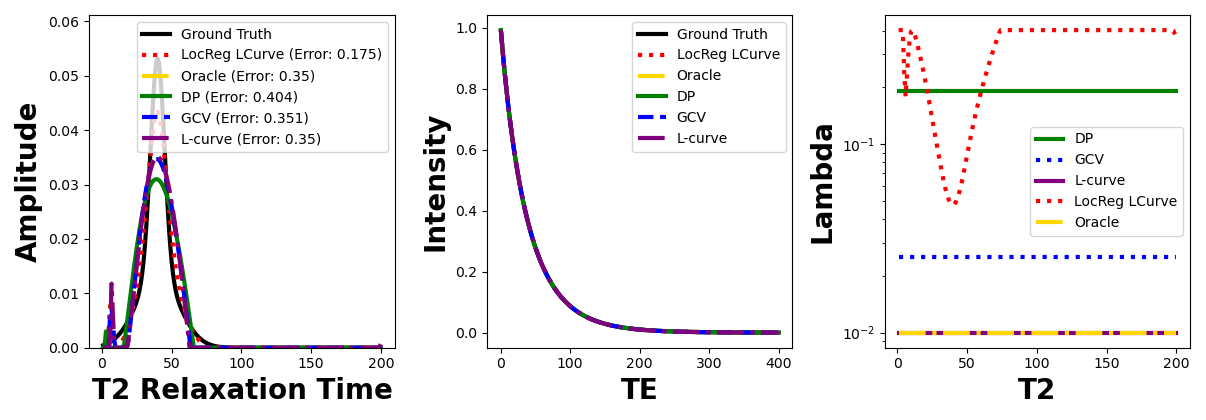 0.06
0.05
0.04
0.03
0.02
0.01
0.00
0
50
100
150
200
Amplitude
T2 Relaxation Time
Ground Truth
LocReg LCurve (Error: 0.175)
Oracle (Error: 0.35)
DP (Error: 0.404)
GCV (Error: 0.351)
L-curve (Error: 0.35)
1.0
0.8
0.6
0.4
0.2
0.0
0
100
200
300
400
Intensity
TE
Ground Truth
LocReg LCurve
Oracle
DP
GCV
L-curve
10⁻¹
10⁻²
0
50
100
150
200
Lambda
T2
DP
GCV
L-curve
LocReg LCurve
Oracle